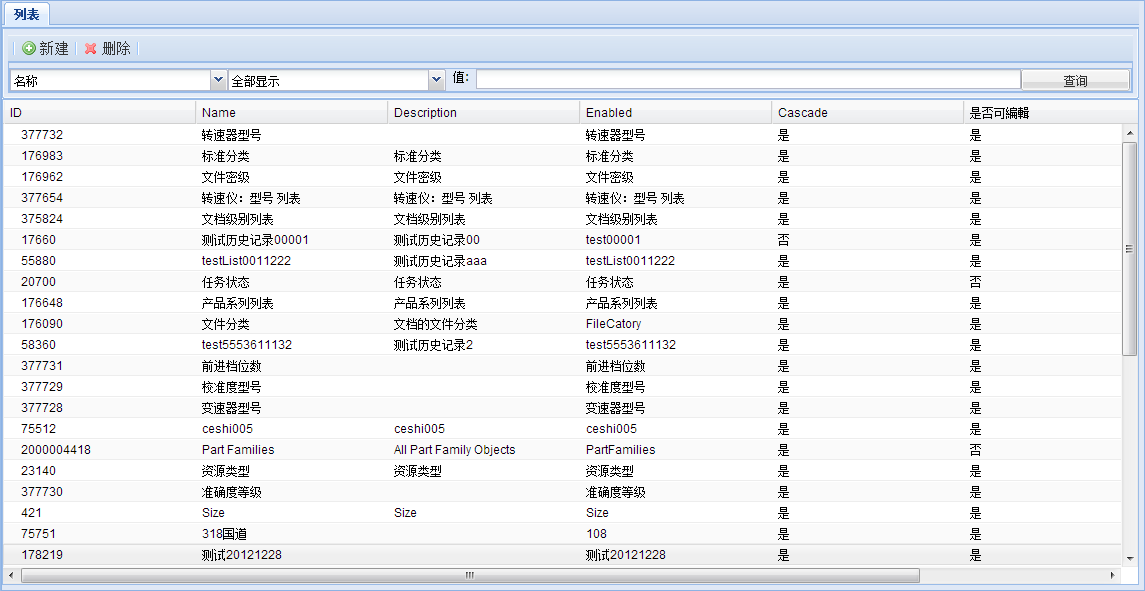 列表
新建 删除
名称 全部显示 值: 查询
ID Name Description Enabled Cascade 是否可编辑
377732 转速器型号 转速器型号 是 是
176983 标准分类 标准分类 标准分类 是 是
176962 文件密级 文件密级 文件密级 是 是
377654 转速仪：型号 列表 转速仪：型号 列表 转速仪：型号 列表 是 是
375824 文档级别列表 文档级别列表 文档级别列表 是 是
17660 测试历史记录00001 测试历史记录00 test00001 否 是
55880 testList0011222 测试历史记录aaa testList0011222 是 是
20700 任务状态 任务状态 任务状态 是 否
176648 产品系列列表 产品系列列表 产品系列列表 是 是
176090 文件分类 文档的文件分类 FileCatory 是 是
58360 test5553611132 测试历史记录2 test5553611132 是 是
377731 前进档位数 前进档位数 是 是
377729 校准度型号 校准度型号 是 是
377728 变速器型号 变速器型号 是 是
75512 ceshi005 ceshi005 ceshi005 是 是
2000004418 Part Families All Part Family Objects PartFamilies 是 否
23140 资源类型 资源类型 资源类型 是 是
377730 准确度等级 准确度等级 是 是
421 Size Size Size 是 是
75751 318国道 108 是 是
178219 测试20121228 测试20121228 是 是